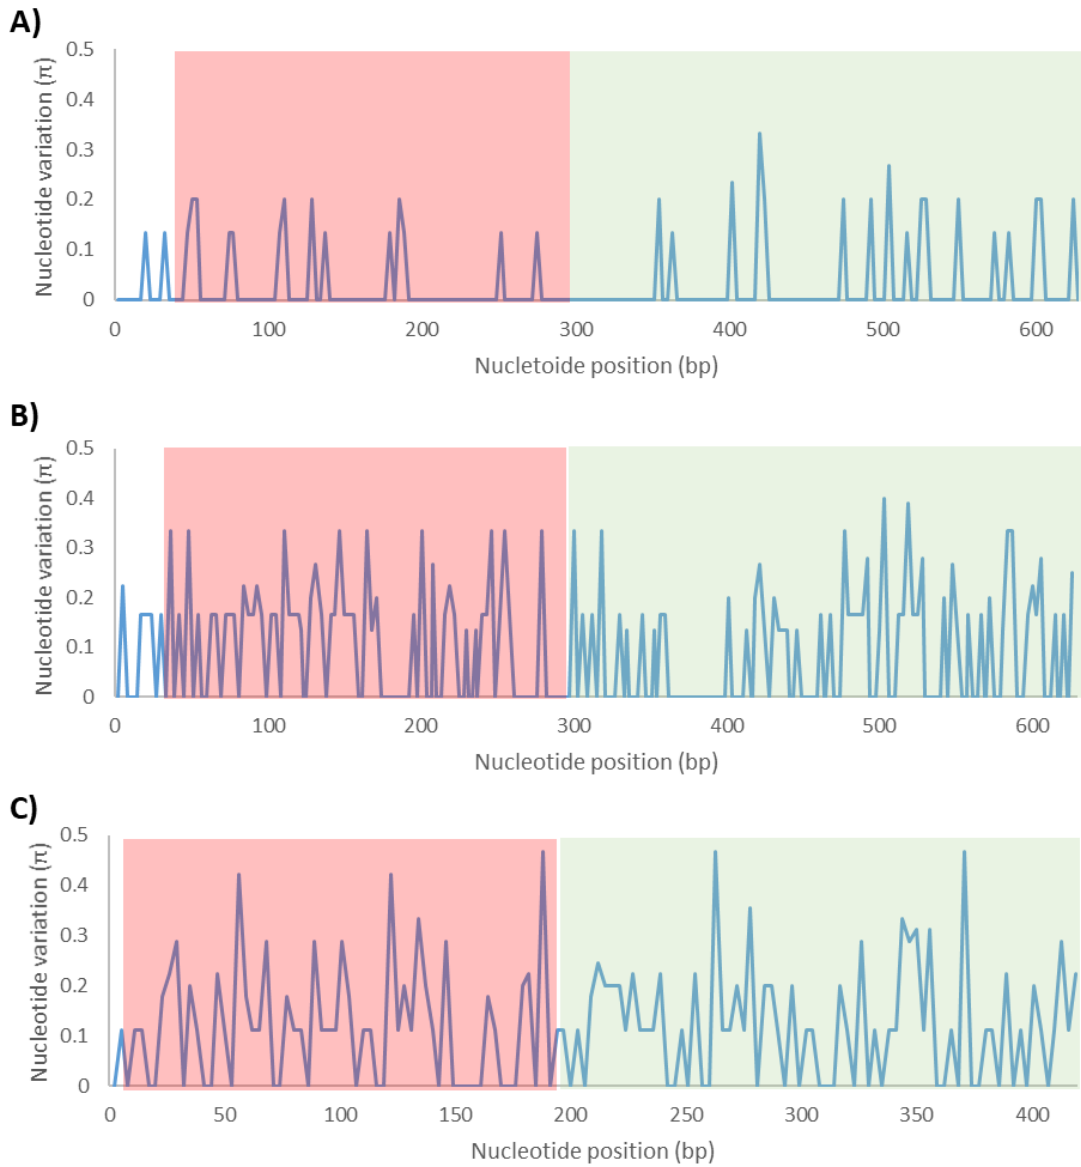 A)
Nucleotide variation (π)
0.5
0.4
0.3
0.2
0.1
0
0 100 200 300 400 500 600
Nucletoide position (bp)
B)
Nucleotide variation (π)
0.5
0.4
0.3
0.2
0.1
0
0 100 200 300 400 500 600
Nucleotide position (bp)
C)
Nucleotide variation (π)
0.5
0.4
0.3
0.2
0.1
0
0 50 100 150 200 250 300 350 400
Nucleotide position (bp)